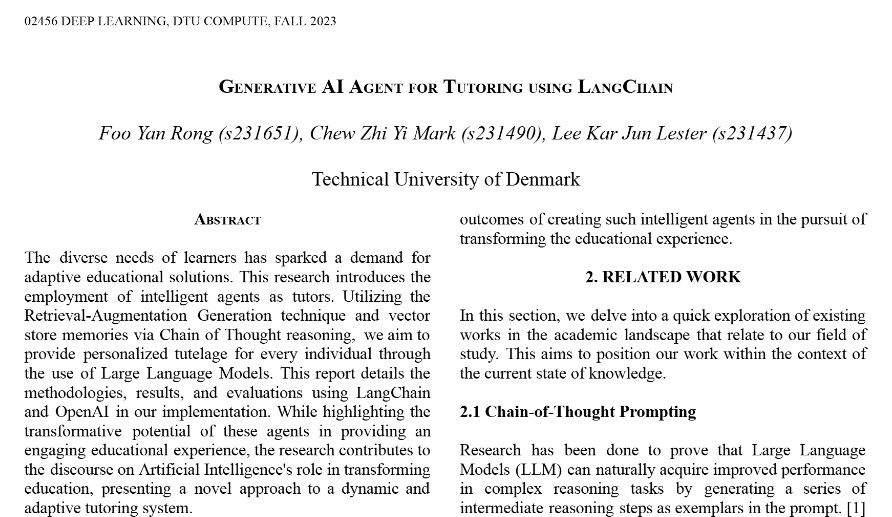 02456 DEEP LEARNING, DTU COMPUTE, FALL 2023
GENERATIVE AI AGENT FOR TUTORING USING LANGCHAIN
Foo Yan Rong (s231651), Chew Zhi Yi Mark (s231490), Lee Kar Jun Lester (s231437)
Technical University of Denmark
ABSTRACT
The diverse needs of learners has sparked a demand for
adaptive educational solutions. This research introduces the
employment of intelligent agents as tutors. Utilizing the
Retrieval-Augmentation Generation technique and vector
store memories via Chain of Thought reasoning, we aim to
provide personalized tutelage for every individual through
the use of Large Language Models. This report details the
methodologies, results, and evaluations using LangChain
and OpenAI in our implementation. While highlighting the
transformative potential of these agents in providing an
engaging educational experience, the research contributes to
the discourse on Artificial Intelligence's role in transforming
education, presenting a novel approach to a dynamic and
adaptive tutoring system.
outcomes of creating such intelligent agents in the pursuit of
transforming the educational experience.
2. RELATED WORK
In this section, we delve into a quick exploration of existing
works in the academic landscape that relate to our field of
study. This aims to position our work within the context of
the current state of knowledge.
2.1 Chain-of-Thought Prompting
Research has been done to prove that Large Language
Models (LLM) can naturally acquire improved performance
in complex reasoning tasks by generating a series of
intermediate reasoning steps as exemplars in the prompt. [1]